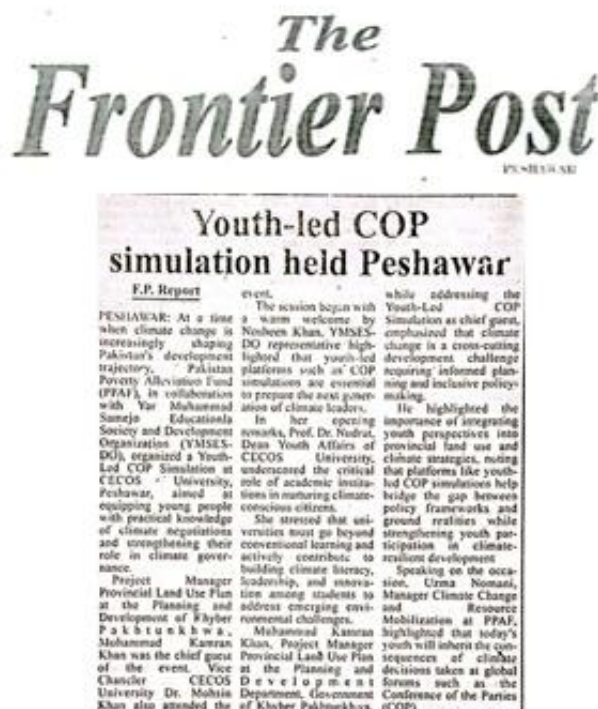 The
Frontier Post
PESHAWAR
Youth-led COP
simulation held Peshawar
F.P. Report
PESHAWAR: At a time
when climate change is
increasingly shaping
Pakistan's development
trajectory, Pakistan
Poverty Alleviation Fund
(PPAF), in collaboration
with Yar Muhammad
Samejo Educationla
Society and Development
Organization (YMSES-
DO), organized a Youth-
Led COP Simulation at
CECOS University,
Peshawar, aimed at
equipping young people
with practical knowledge
of climate negotiations
and strengthening their
role in climate gover-
nance.
Project Manager
Provincial Land Use Plan
at the Planning and
Development of Khyber
Pakhtunkhwa,
Mohammad Kamran
Khan was the chief guest
of the event. Vice
Chancler CECOS
University Dr. Mohsin
Khan also attended the
event.
The session began with
a warm welcome by
Nosheen Khan, YMSES-
DO representative high-
lighted that youth-led
platforms such as COP
simulations are essential
to prepare the next gener-
ation of climate leaders.
In her opening
remarks, Prof. Dr. Nudrat,
Dean Youth Affairs of
CECOS University,
underscored the critical
role of academic institu-
tions in nurturing climate-
conscious citizens.
She stressed that uni-
versities must go beyond
conventional learning and
actively contribute to
building climate literacy,
leadership, and innova-
tion among students to
address emerging envi-
ronmental challenges.
Mohammad Kamran
Khan, Project Manager
Provincial Land Use Plan
at the Planning and
Development
Department, Government
of Khyber Pakhtunkhwa,
while addressing the
Youth-Led COP
Simulation as chief guest,
emphasized that climate
change is a cross-cutting
development challenge
requiring informed plan-
ning and inclusive policy-
making.
He highlighted the
importance of integrating
youth perspectives into
provincial land use and
climate strategies, noting
that platforms like youth-
led COP simulations help
bridge the gap between
policy frameworks and
ground realities while
strengthening youth par-
ticipation in climate-
resilient development
Speaking on the occa-
sion, Uzma Nomani,
Manager Climate Change
and Resource
Mobilization at PPAF,
highlighted that today's
youth will inherit the con-
sequences of climate
decisions taken at global
forums such as the
Conference of the Parties
(COP)